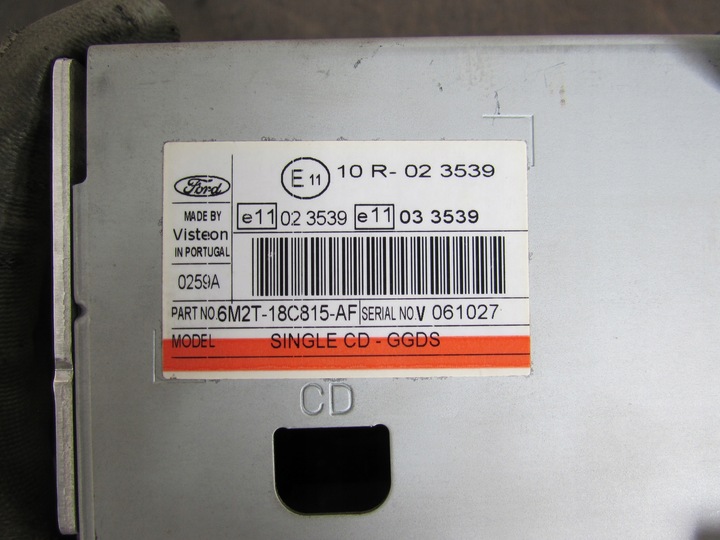 Ford
MADE BY
Visteon
IN PORTUGAL
0259A
E 11 10 R- 02 3539
e11 02 3539 e11 03 3539
PART NO. 6M2T-18C815-AF SERIAL NO. V 061027
MODEL SINGLE CD - GGDS
CD